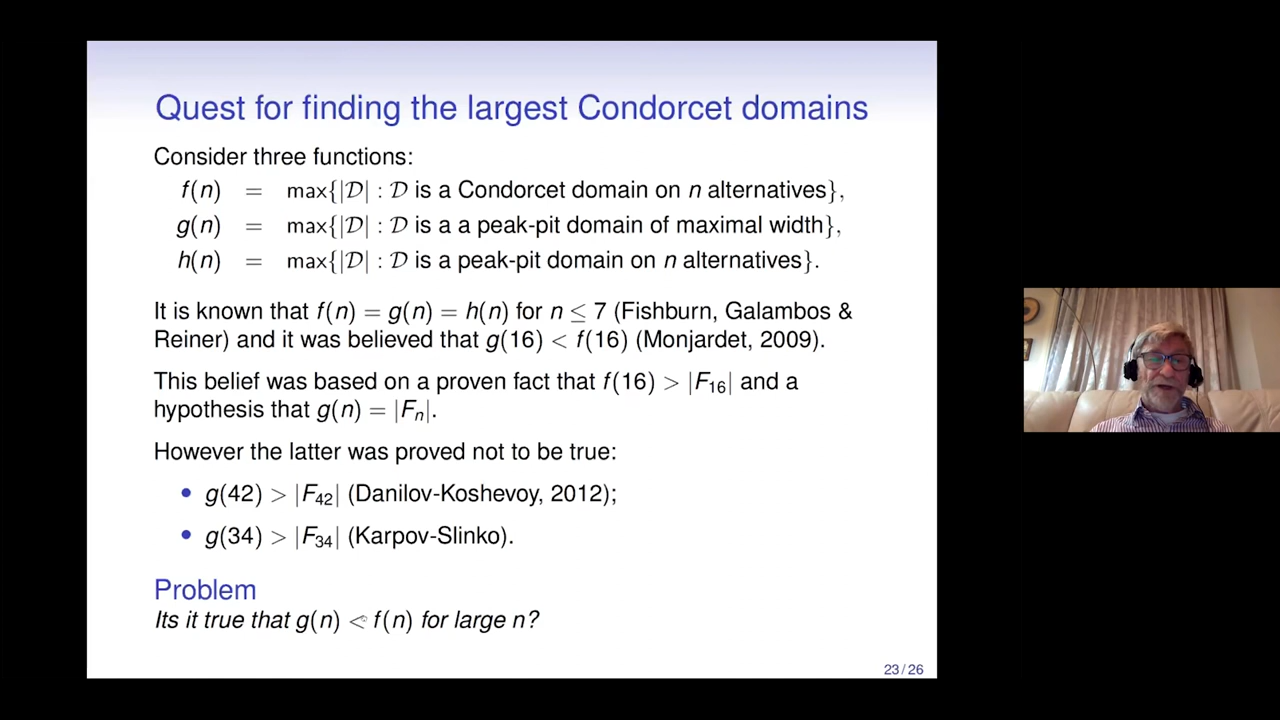 Quest for finding the largest Condorcet domains
Consider three functions:
f(n) = max{|𝒟| : 𝒟 is a Condorcet domain on n alternatives},
g(n) = max{|𝒟| : 𝒟 is a a peak-pit domain of maximal width},
h(n) = max{|𝒟| : 𝒟 is a peak-pit domain on n alternatives}.
It is known that f(n) = g(n) = h(n) for n ≤ 7 (Fishburn, Galambos &
Reiner) and it was believed that g(16) < f(16) (Monjardet, 2009).
This belief was based on a proven fact that f(16) > |F₁₆| and a
hypothesis that g(n) = |Fₙ|.
However the latter was proved not to be true:
• g(42) > |F₄₂| (Danilov-Koshevoy, 2012);
• g(34) > |F₃₄| (Karpov-Slinko).
Problem
Its it true that g(n) < f(n) for large n?
23 / 26